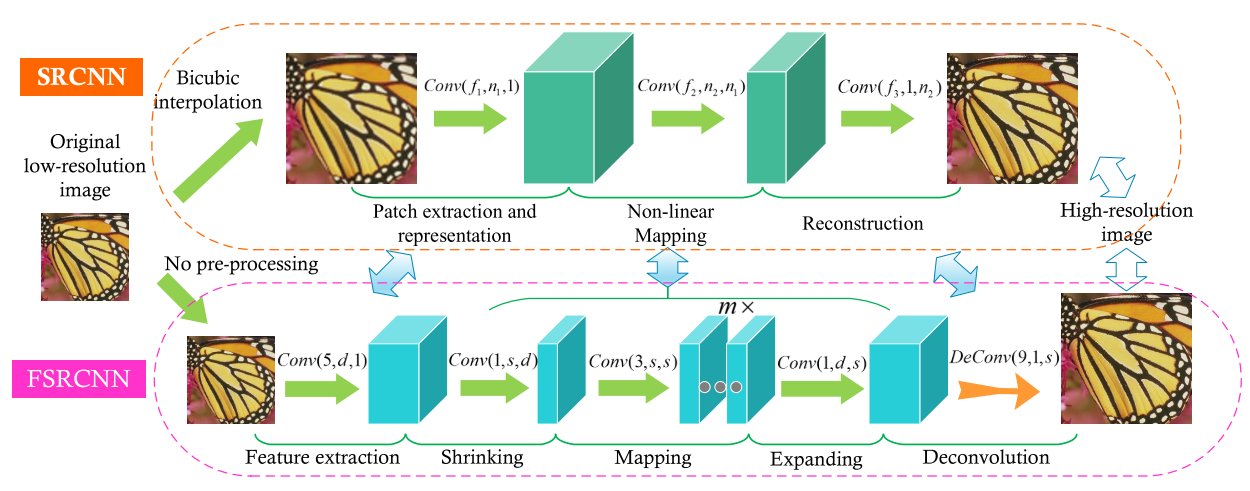 SRCNN
Bicubic
interpolation
Original
low-resolution
image
Conv(f₁,n₁,1)
Conv(f₂,n₂,n₁)
Conv(f₃,1,n₂)
Patch extraction and
representation
Non-linear
Mapping
Reconstruction
High-resolution
image
No pre-processing
FSRCNN
m×
Conv(5,d,1)
Conv(1,s,d)
Conv(3,s,s)
Conv(1,d,s)
DeConv(9,1,s)
Feature extraction
Shrinking
Mapping
Expanding
Deconvolution